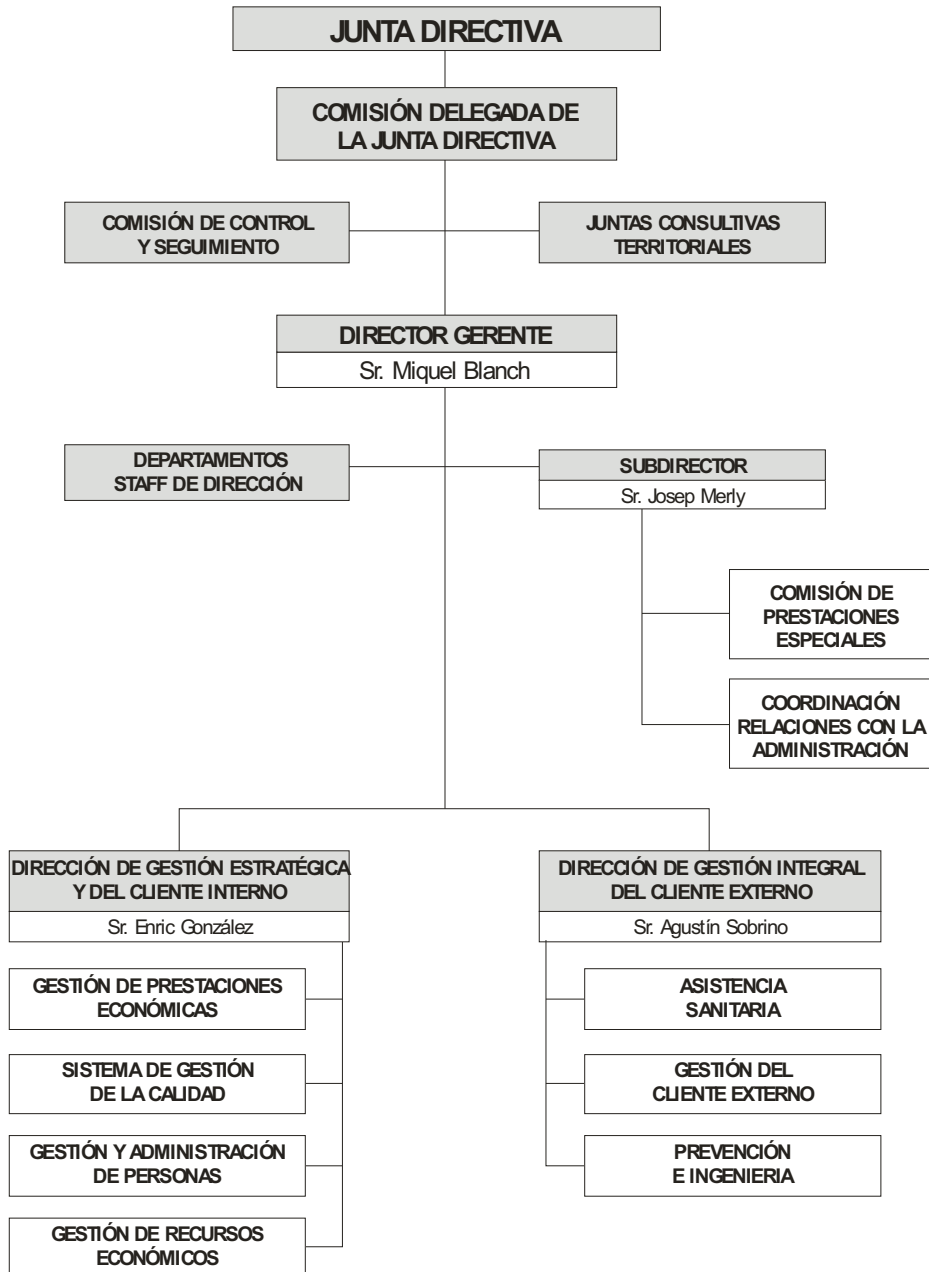 JUNTA DIRECTIVA
COMISIÓN DELEGADA DE
LA JUNTA DIRECTIVA
COMISIÓN DE CONTROL
Y SEGUIMIENTO
JUNTAS CONSULTIVAS
TERRITORIALES
DIRECTOR GERENTE
Sr. Miquel Blanch
DEPARTAMENTOS
STAFF DE DIRECCIÓN
SUBDIRECTOR
Sr. Josep Merly
COMISIÓN DE
PRESTACIONES
ESPECIALES
COORDINACIÓN
RELACIONES CON LA
ADMINISTRACIÓN
DIRECCIÓN DE GESTIÓN ESTRATÉGICA
Y DEL CLIENTE INTERNO
Sr. Enric González
GESTIÓN DE PRESTACIONES
ECONÓMICAS
SISTEMA DE GESTIÓN
DE LA CALIDAD
GESTIÓN Y ADMINISTRACIÓN
DE PERSONAS
GESTIÓN DE RECURSOS
ECONÓMICOS
DIRECCIÓN DE GESTIÓN INTEGRAL
DEL CLIENTE EXTERNO
Sr. Agustín Sobrino
ASISTENCIA
SANITARIA
GESTIÓN DEL
CLIENTE EXTERNO
PREVENCIÓN
E INGENIERIA